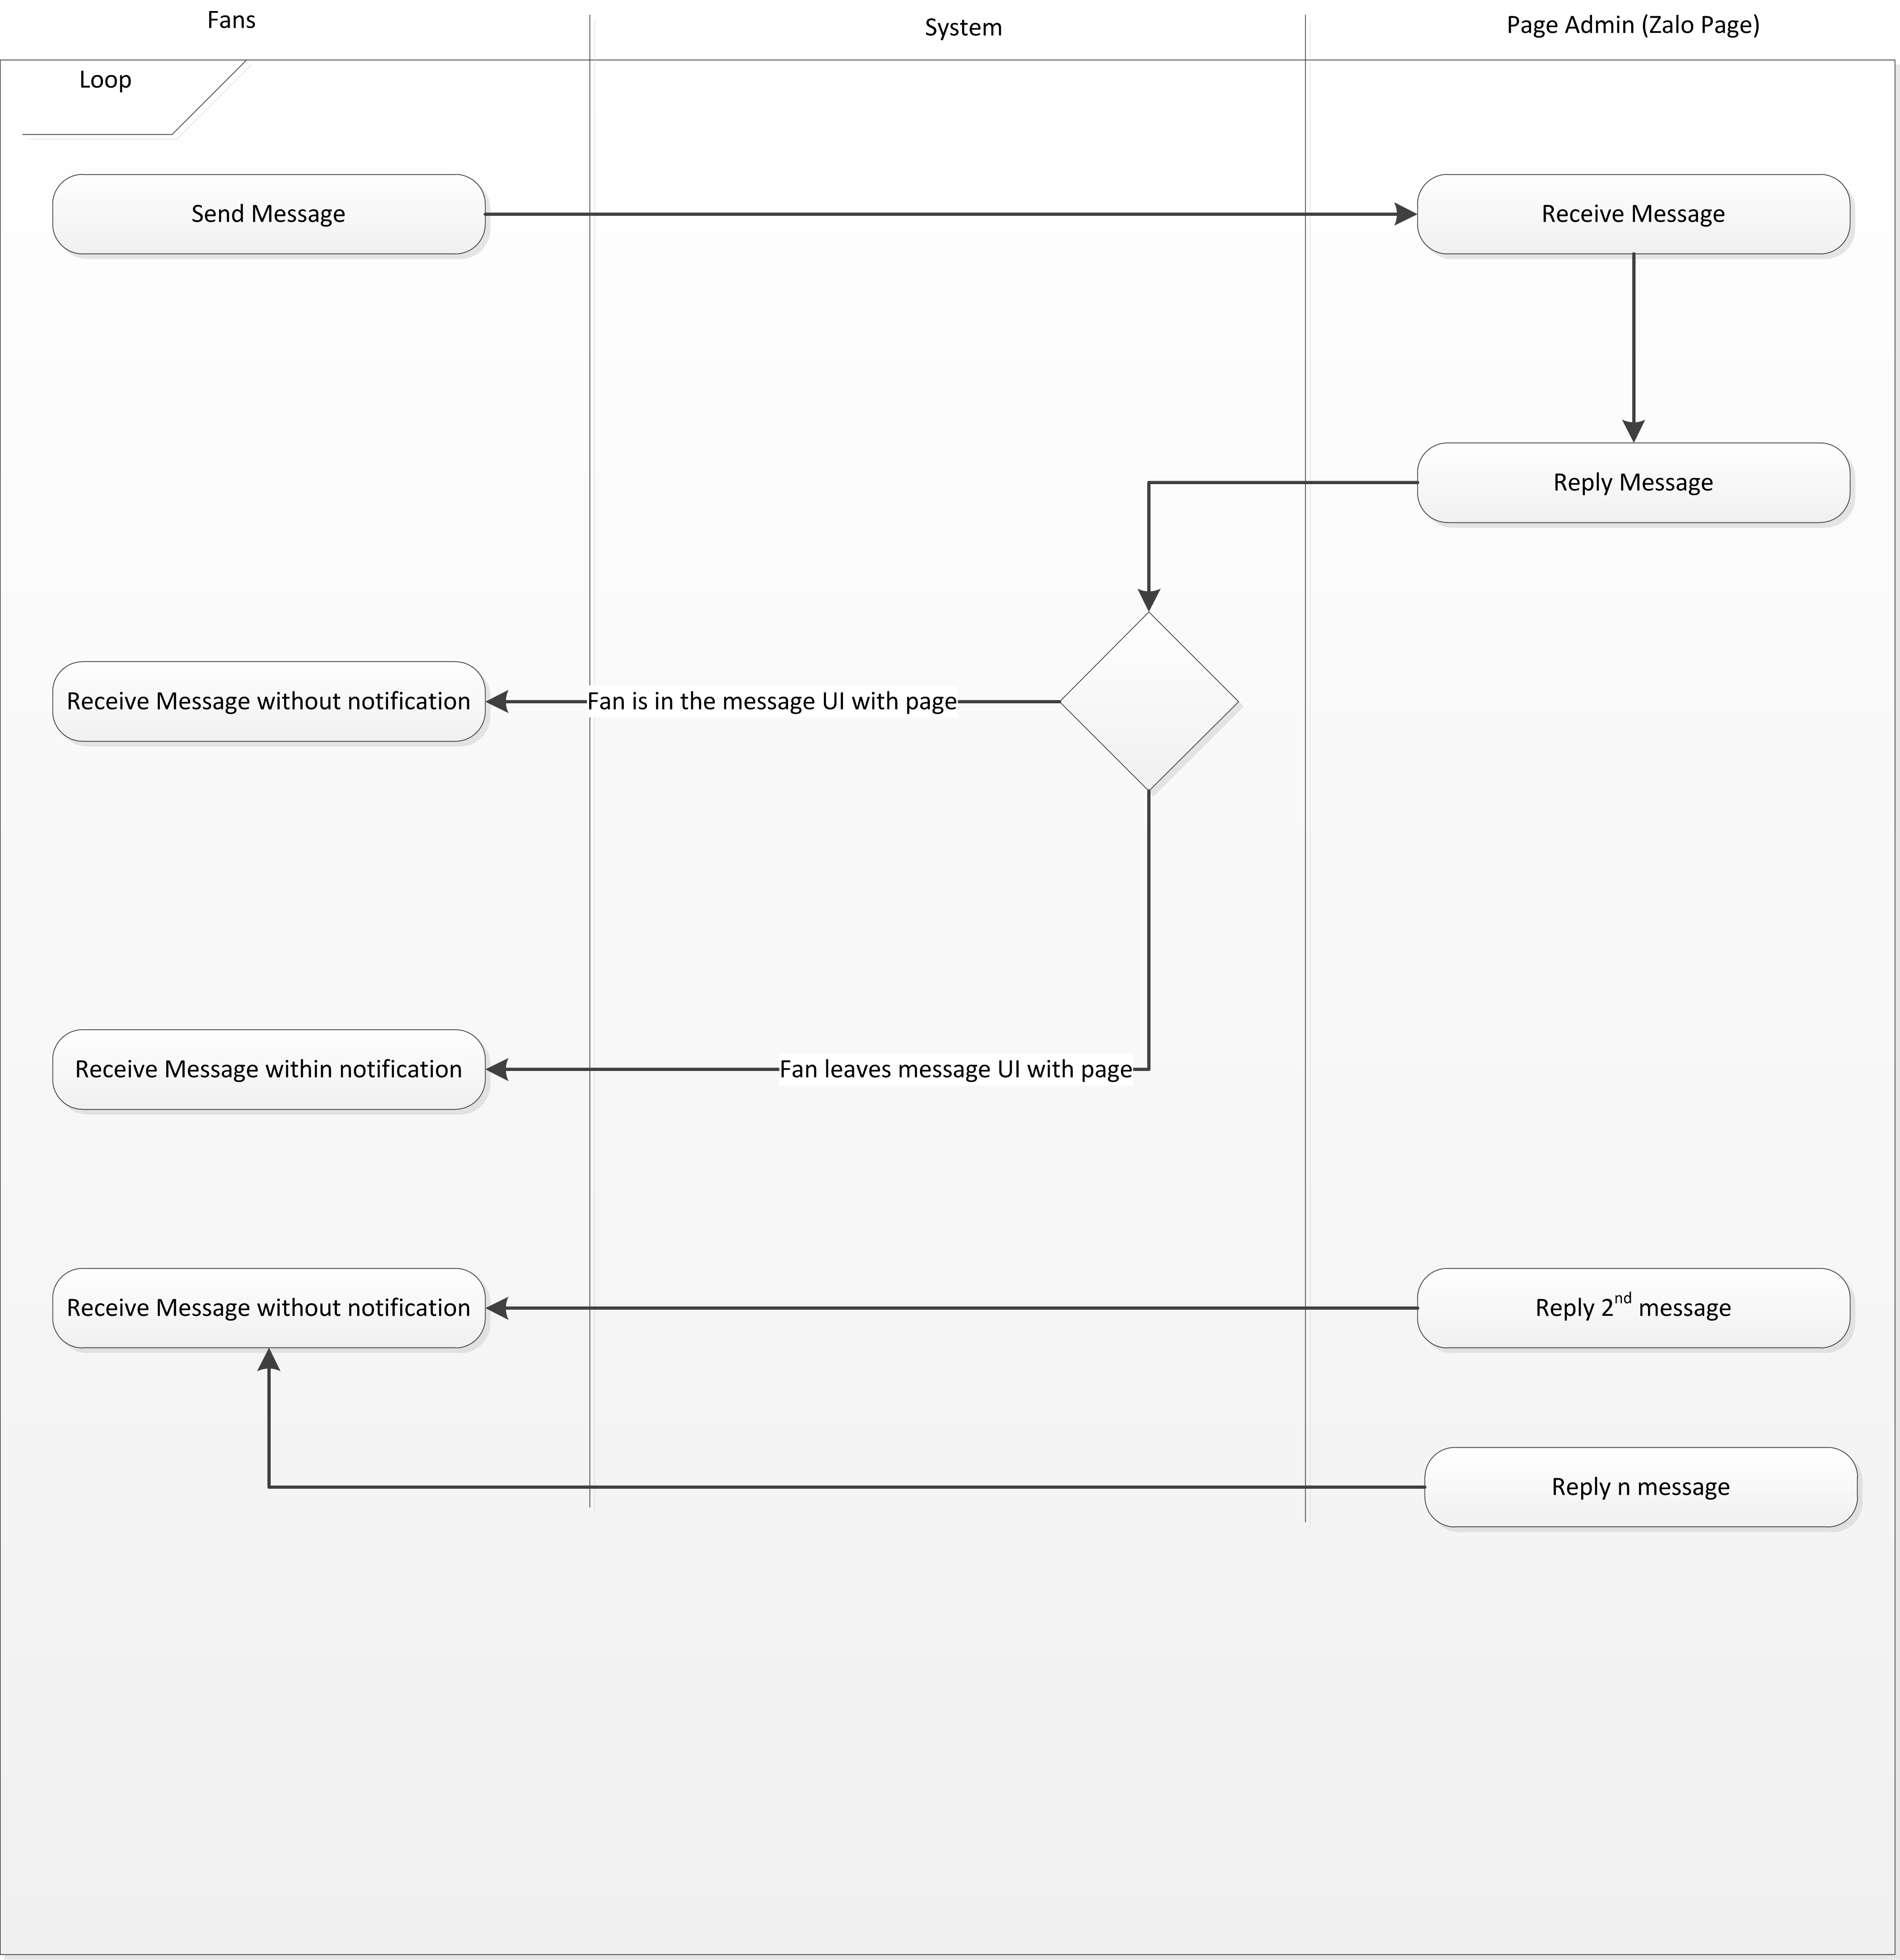 Fans
System
Page Admin (Zalo Page)
Loop
Send Message
Receive Message
Reply Message
Receive Message without notification
Fan is in the message UI with page
Receive Message within notification
Fan leaves message UI with page
Receive Message without notification
Reply 2nd message
Reply n message